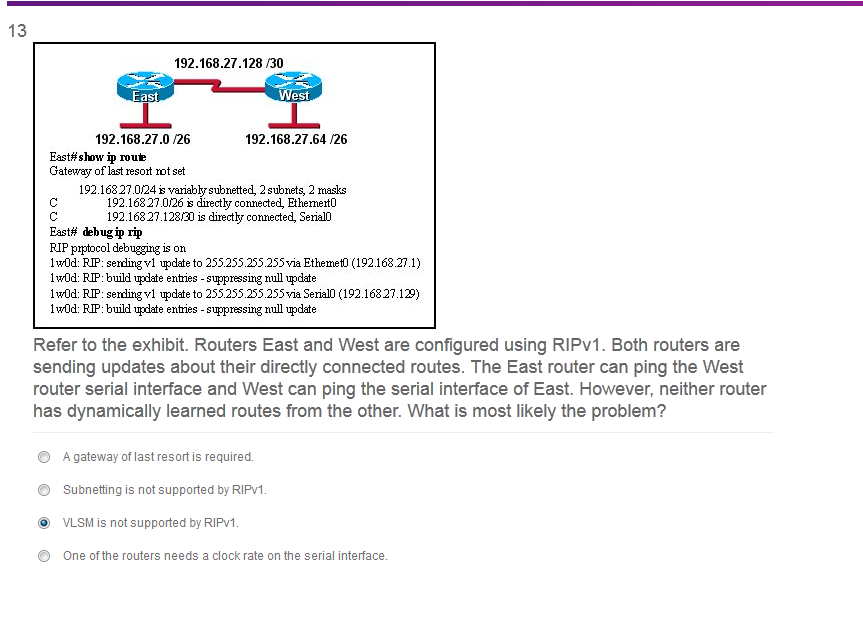 13
192.168.27.128 /30
East
West
192.168.27.0 /26
192.168.27.64 /26
East#show ip route
Gateway of last resort not set
192.168.27.0/24 is variably subnetted, 2 subnets, 2 masks
C 192.168.27.0/26 is directly connected, Ethernert0
C 192.168.27.128/30 is directly connected, Serial0
East# debug ip rip
RIP prptocol debugging is on
1w0d: RIP: sending v1 update to 255.255.255.255 via Ethernet0 (192.168.27.1)
1w0d: RIP: build update entries - suppressing null update
1w0d: RIP: sending v1 update to 255.255.255.255 via Serial0 (192.168.27.129)
1w0d: RIP: build update entries - suppressing null update
Refer to the exhibit. Routers East and West are configured using RIPv1. Both routers are
sending updates about their directly connected routes. The East router can ping the West
router serial interface and West can ping the serial interface of East. However, neither router
has dynamically learned routes from the other. What is most likely the problem?
A gateway of last resort is required.
Subnetting is not supported by RIPv1.
VLSM is not supported by RIPv1.
One of the routers needs a clock rate on the serial interface.